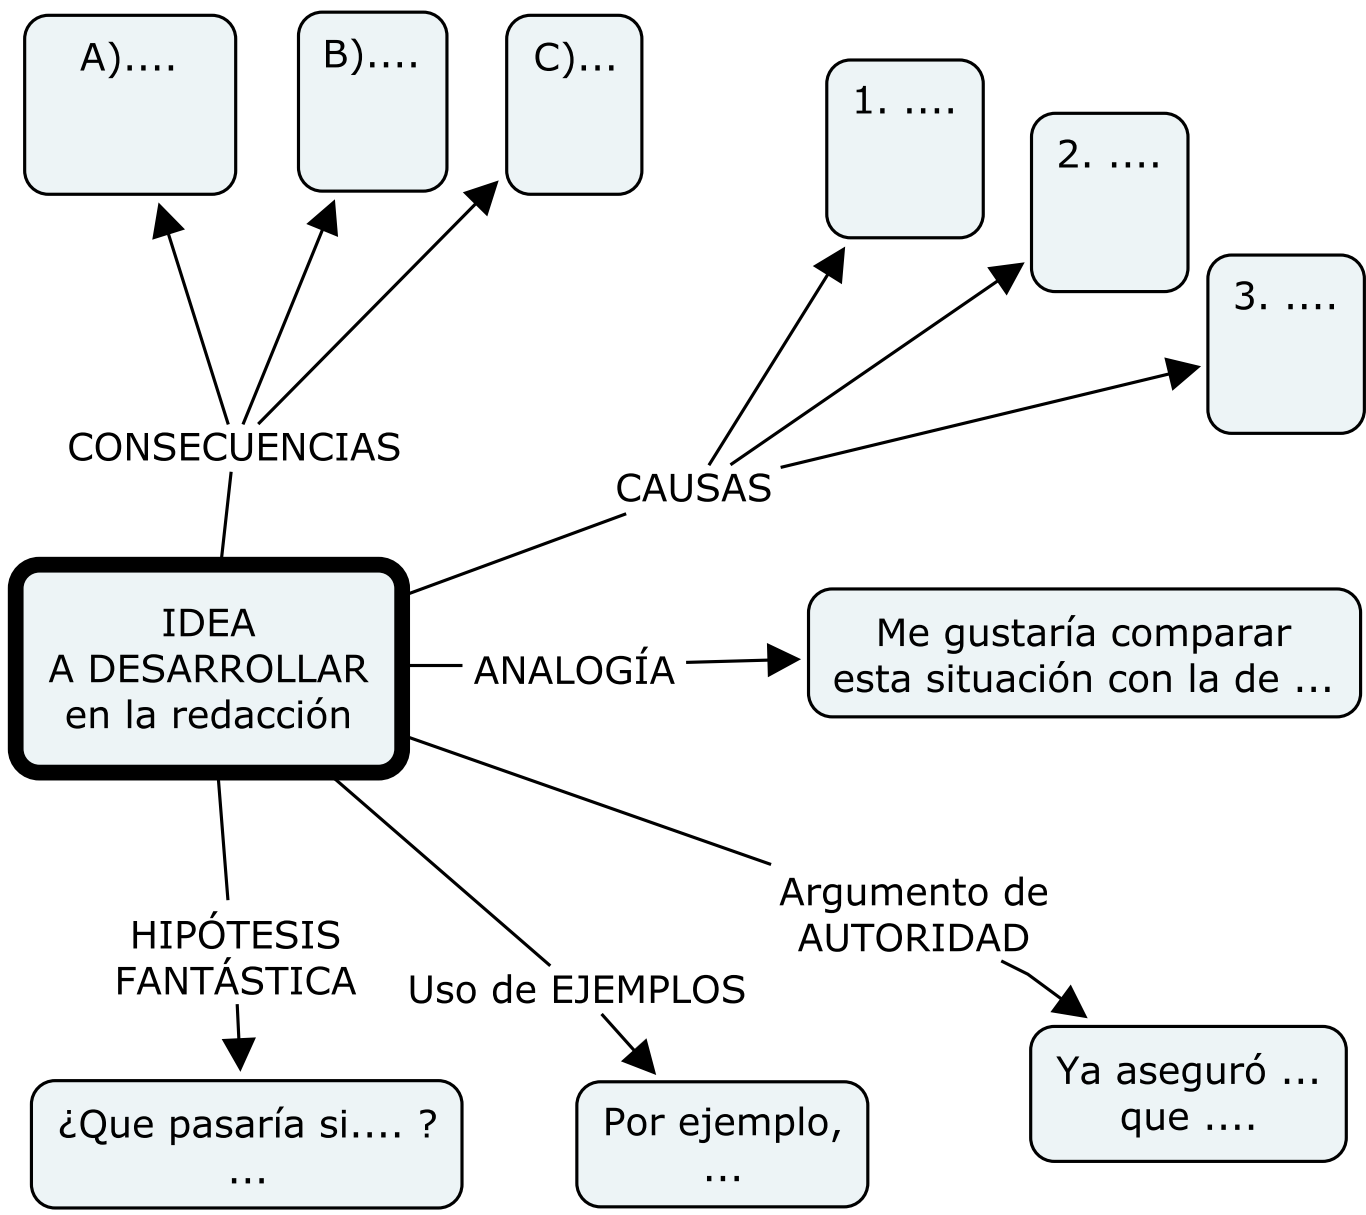 A)....
B)....
C)...
1. ....
2. ....
3. ....
CONSECUENCIAS
CAUSAS
IDEA
A DESARROLLAR
en la redacción
ANALOGÍA
Me gustaría comparar
esta situación con la de ...
Argumento de
AUTORIDAD
HIPÓTESIS
FANTÁSTICA
Uso de EJEMPLOS
Ya aseguró ...
que ....
¿Que pasaría si.... ?
...
Por ejemplo,
...